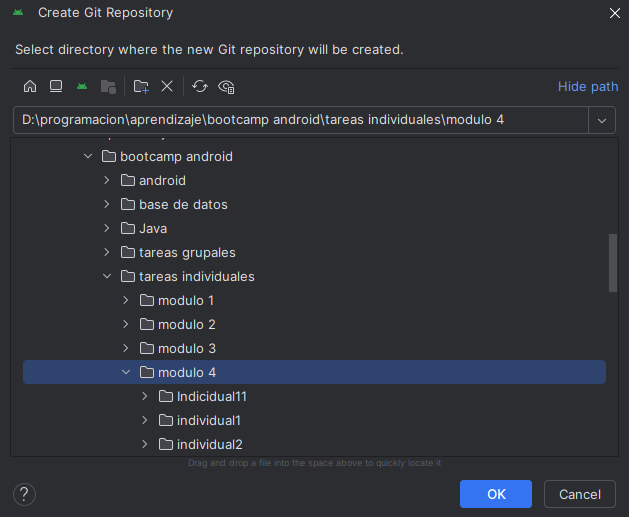 Create Git Repository
Select directory where the new Git repository will be created.
Hide path
D:\programacion\aprendizaje\bootcamp android\tareas individuales\modulo 4
bootcamp android
android
base de datos
Java
tareas grupales
tareas individuales
modulo 1
modulo 2
modulo 3
modulo 4
Indicidual11
individual1
individual2
Drag and drop a file into the space above to quickly locate it
?
OK
Cancel